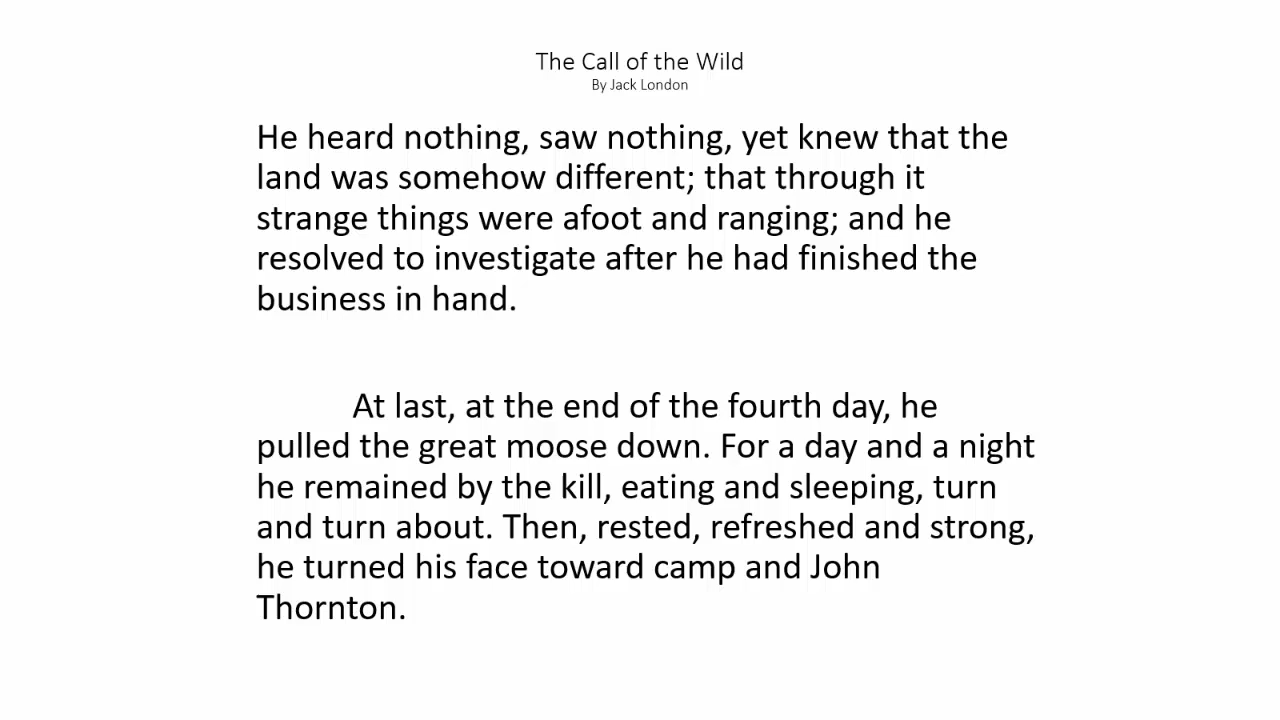 The Call of the Wild
By Jack London
He heard nothing, saw nothing, yet knew that the
land was somehow different; that through it
strange things were afoot and ranging; and he
resolved to investigate after he had finished the
business in hand.
At last, at the end of the fourth day, he
pulled the great moose down. For a day and a night
he remained by the kill, eating and sleeping, turn
and turn about. Then, rested, refreshed and strong,
he turned his face toward camp and John
Thornton.